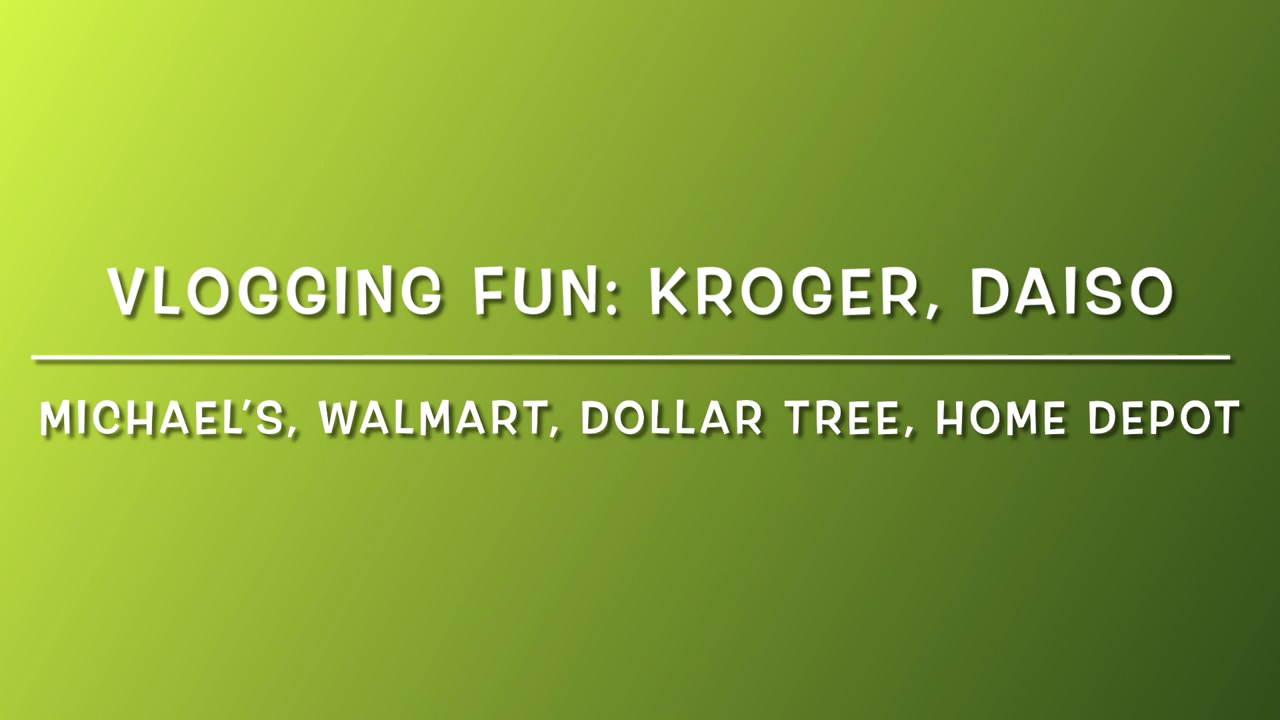 VLOGGING FUN: KROGER, DAISO
MICHAEL'S, WALMART, DOLLAR TREE, HOME DEPOT